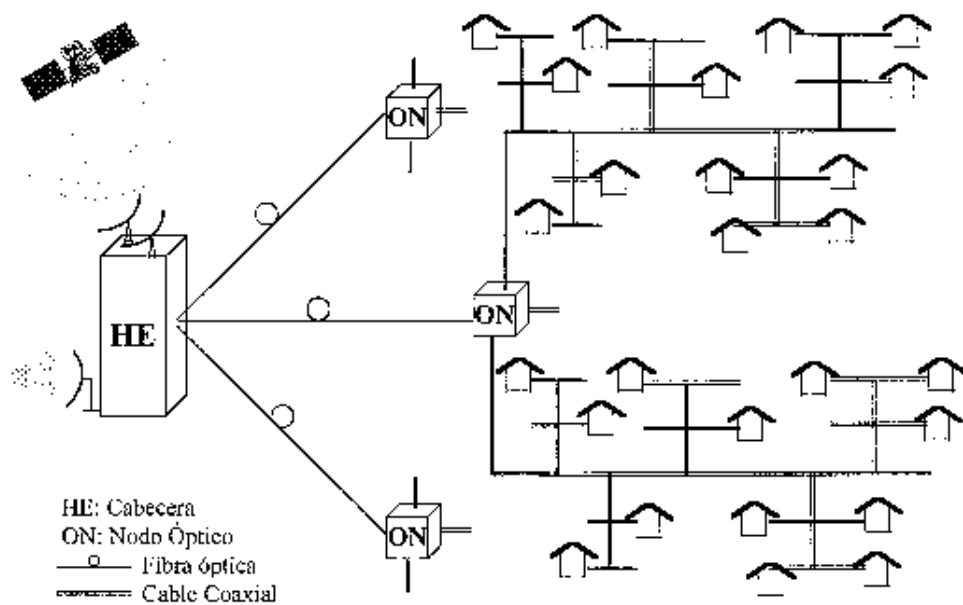 ON
HE
ON
ON
HE: Cabecera
ON: Nodo Óptico
Fibra óptica
Cable Coaxial